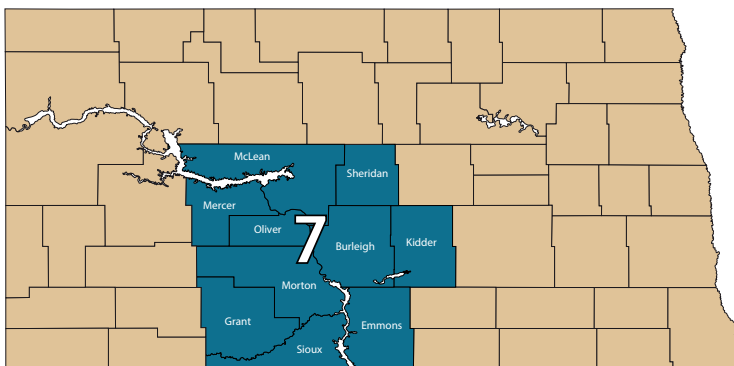 McLean
Sheridan
Mercer
Oliver
7
Burleigh
Kidder
Morton
Grant
Emmons
Sioux